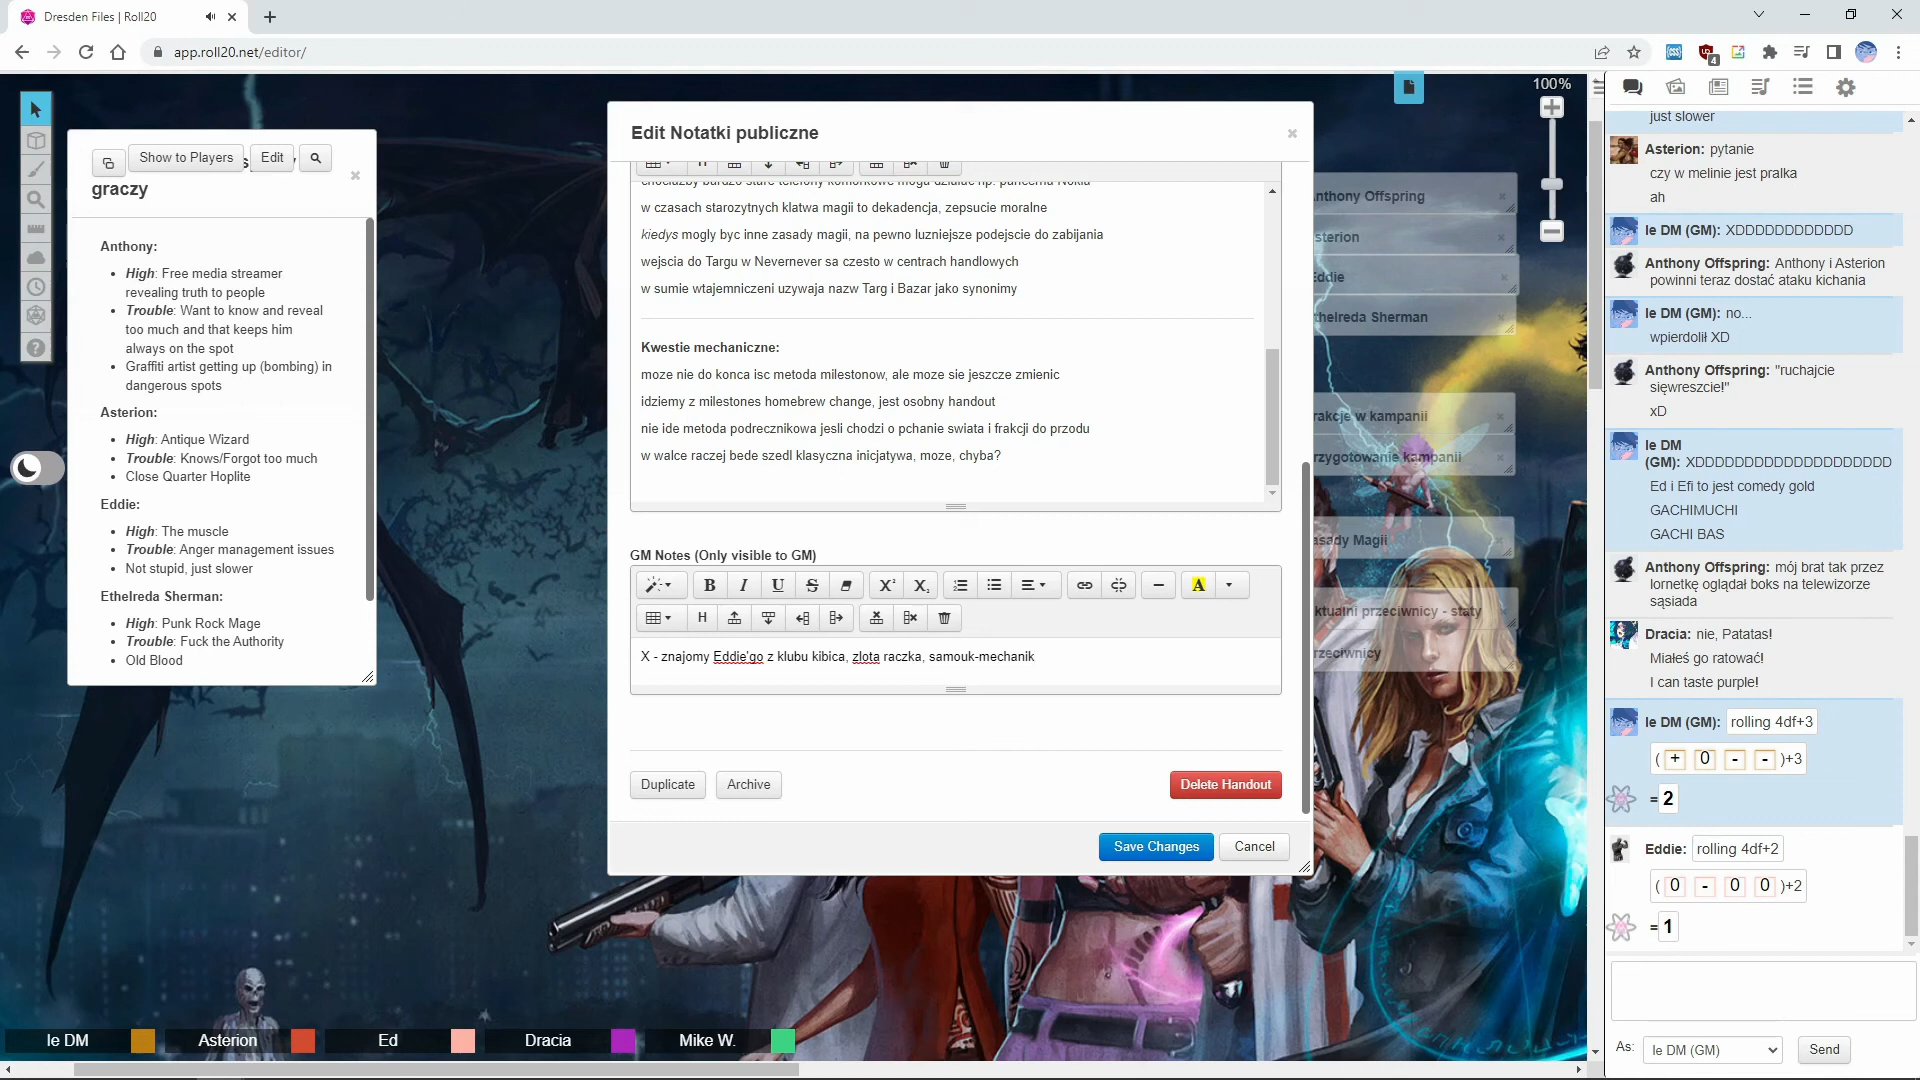 Dresden Files | Roll20
app.roll20.net/editor/
4
100%
Show to Players
Edit
graczy
Anthony:
High: Free media streamer
revealing truth to people
Trouble: Want to know and reveal
too much and that keeps him
always on the spot
Graffiti artist getting up (bombing) in
dangerous spots
Asterion:
High: Antique Wizard
Trouble: Knows/Forgot too much
Close Quarter Hoplite
Eddie:
High: The muscle
Trouble: Anger management issues
Not stupid, just slower
Ethelreda Sherman:
High: Punk Rock Mage
Trouble: Fuck the Authority
Old Blood
Edit Notatki publiczne
w czasach starozytnych klatwa magii to dekadencja, zepsucie moralne
kiedys mogly byc inne zasady magii, na pewno luzniejsze podejscie do zabijania
wejscia do Targu w Nevernever sa czesto w centrach handlowych
w sumie wtajemniczeni uzywaja nazw Targ i Bazar jako synonimy
Kwestie mechaniczne:
moze nie do konca isc metoda milestonow, ale moze sie jeszcze zmienic
idziemy z milestones homebrew change, jest osobny handout
nie ide metoda podrecznikowa jesli chodzi o pchanie swiata i frakcji do przodu
w walce raczej bede szedl klasyczna inicjatywa, moze, chyba?
GM Notes (Only visible to GM)
X - znajomy Eddie'go z klubu kibica, zlota raczka, samouk-mechanik
Duplicate
Archive
Delete Handout
Save Changes
Cancel
nthony Offspring
sterion
Eddie
thelreda Sherman
rakcje w kampanii
rzygotowanie kampanii
asady Magii
ktualni przeciwnicy - staty
rzeciwnicy
just slower
Asterion: pytanie
czy w melinie jest pralka
ah
le DM (GM): XDDDDDDDDDDDD
Anthony Offspring: Anthony i Asterion
powinni teraz dostać ataku kichania
le DM (GM): no...
wpierdolił XD
Anthony Offspring: "ruchajcie
sięwreszcie!"
xD
le DM
(GM): XDDDDDDDDDDDDDDDDDDDD
Ed i Efi to jest comedy gold
GACHIMUCHI
GACHI BAS
Anthony Offspring: mój brat tak przez
lornetkę oglądał boks na telewizorze
sąsiada
Dracia: nie, Patatas!
Miałeś go ratować!
I can taste purple!
le DM (GM): rolling 4df+3
( + 0 - - )+3
=2
Eddie: rolling 4df+2
( 0 - 0 0 )+2
=1
As: le DM (GM) Send
le DM
Asterion
Ed
Dracia
Mike W.